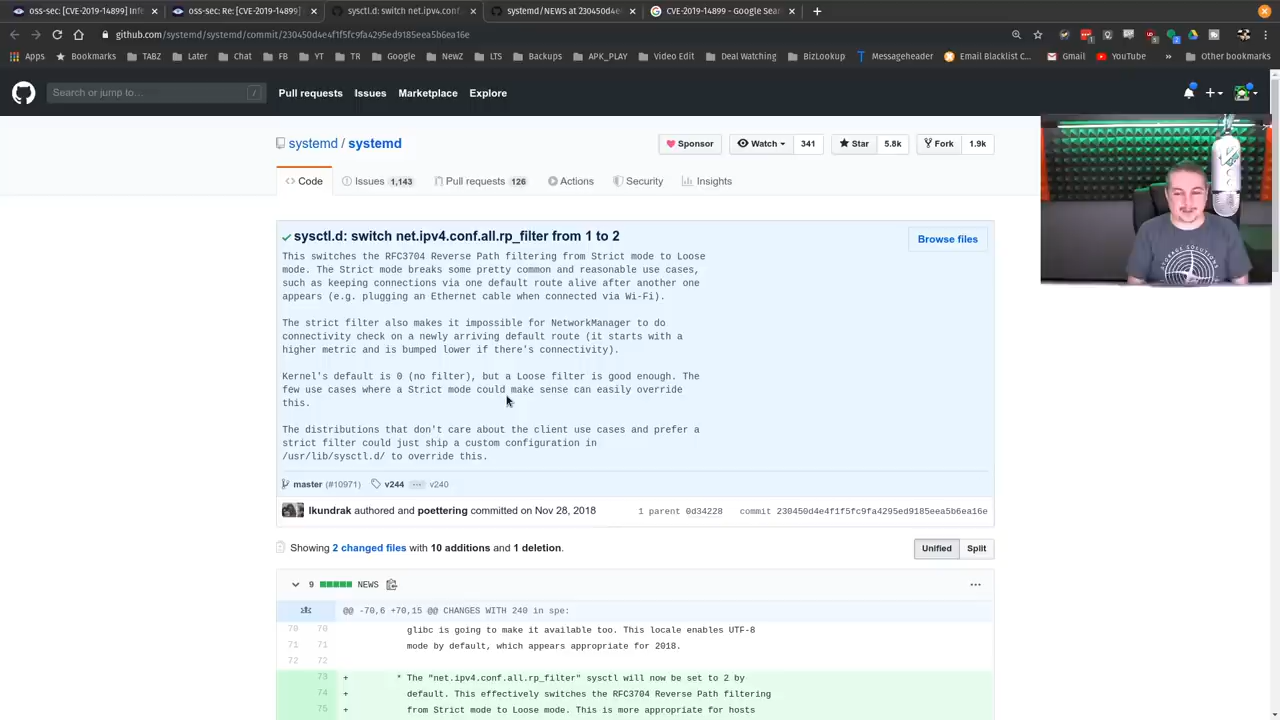 oss-sec: [CVE-2019-14899] Infe
oss-sec: Re: [CVE-2019-14899]
sysctl.d: switch net.ipv4.conf.
systemd/NEWS at 230450d4e
CVE-2019-14899 - Google Sea
github.com/systemd/systemd/commit/230450d4e4f1f5fc9fa4295ed9185eea5b6ea16e
Apps Bookmarks TABZ Later Chat FB YT TR Google NewZ LTS Backups APK_PLAY Video Edit Deal Watching BizLookup Messageheader Email Blacklist C Gmail YouTube » Other bookmarks
Search or jump to… / Pull requests Issues Marketplace Explore
systemd / systemd Sponsor Watch 341 Star 5.8k Fork 1.9k
Code Issues 1,143 Pull requests 126 Actions Security Insights
sysctl.d: switch net.ipv4.conf.all.rp_filter from 1 to 2 Browse files
This switches the RFC3704 Reverse Path filtering from Strict mode to Loose
mode. The Strict mode breaks some pretty common and reasonable use cases,
such as keeping connections via one default route alive after another one
appears (e.g. plugging an Ethernet cable when connected via Wi-Fi).
The strict filter also makes it impossible for NetworkManager to do
connectivity check on a newly arriving default route (it starts with a
higher metric and is bumped lower if there's connectivity).
Kernel's default is 0 (no filter), but a Loose filter is good enough. The
few use cases where a Strict mode could make sense can easily override
this.
The distributions that don't care about the client use cases and prefer a
strict filter could just ship a custom configuration in
/usr/lib/sysctl.d/ to override this.
master (#10971) v244 … v240
lkundrak authored and poettering committed on Nov 28, 2018 1 parent 0d34228 commit 230450d4e4f1f5fc9fa4295ed9185eea5b6ea16e
Showing 2 changed files with 10 additions and 1 deletion. Unified Split
9 NEWS
@@ -70,6 +70,15 @@ CHANGES WITH 240 in spe:
70 70 glibc is going to make it available too. This locale enables UTF-8
71 71 mode by default, which appears appropriate for 2018.
72 72
73 + * The "net.ipv4.conf.all.rp_filter" sysctl will now be set to 2 by
74 + default. This effectively switches the RFC3704 Reverse Path filtering
75 + from Strict mode to Loose mode. This is more appropriate for hosts